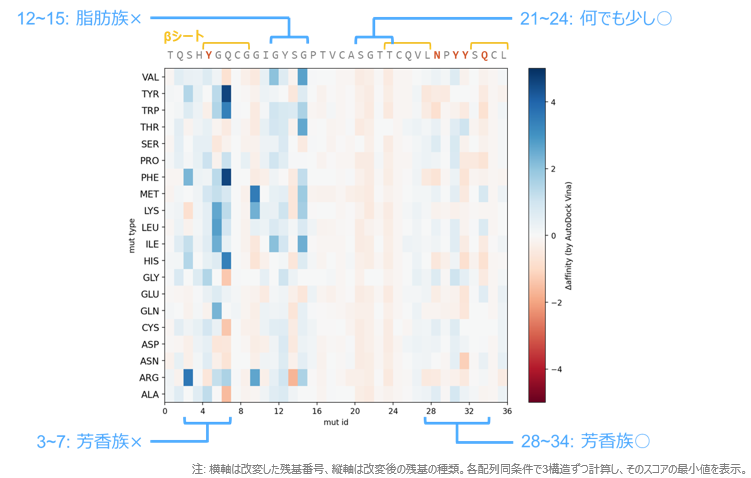 12~15: 脂肪族×
21~24: 何でも少し○
βシート
TQSHYGQCGGIGYSGPTVCASGTTCQVLNPYYSQCL
VAL
TYR
TRP
THR
SER
PRO
PHE
MET
LYS
LEU
ILE
HIS
GLY
GLU
GLN
CYS
ASP
ASN
ARG
ALA
mut type
0 4 8 12 16 20 24 28 32 36
mut id
4
2
0
−2
−4
Δaffinity (by AutoDock Vina)
3~7: 芳香族×
28~34: 芳香族○
注: 横軸は改変した残基番号、縦軸は改変後の残基の種類。各配列同条件で3構造ずつ計算し、そのスコアの最小値を表示。